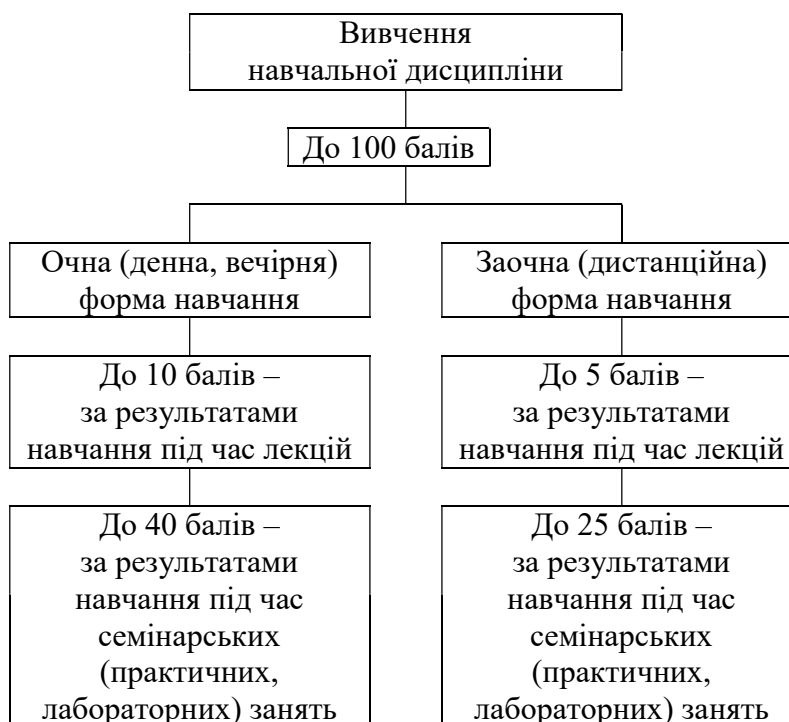 Вивчення
навчальної дисципліни
До 100 балів
Очна (денна, вечірня)
форма навчання
До 10 балів –
за результатами
навчання під час лекцій
До 40 балів –
за результатами
навчання під час
семінарських
(практичних,
лабораторних) занять
Заочна (дистанційна)
форма навчання
До 5 балів –
за результатами
навчання під час лекцій
До 25 балів –
за результатами
навчання під час
семінарських
(практичних,
лабораторних) занять